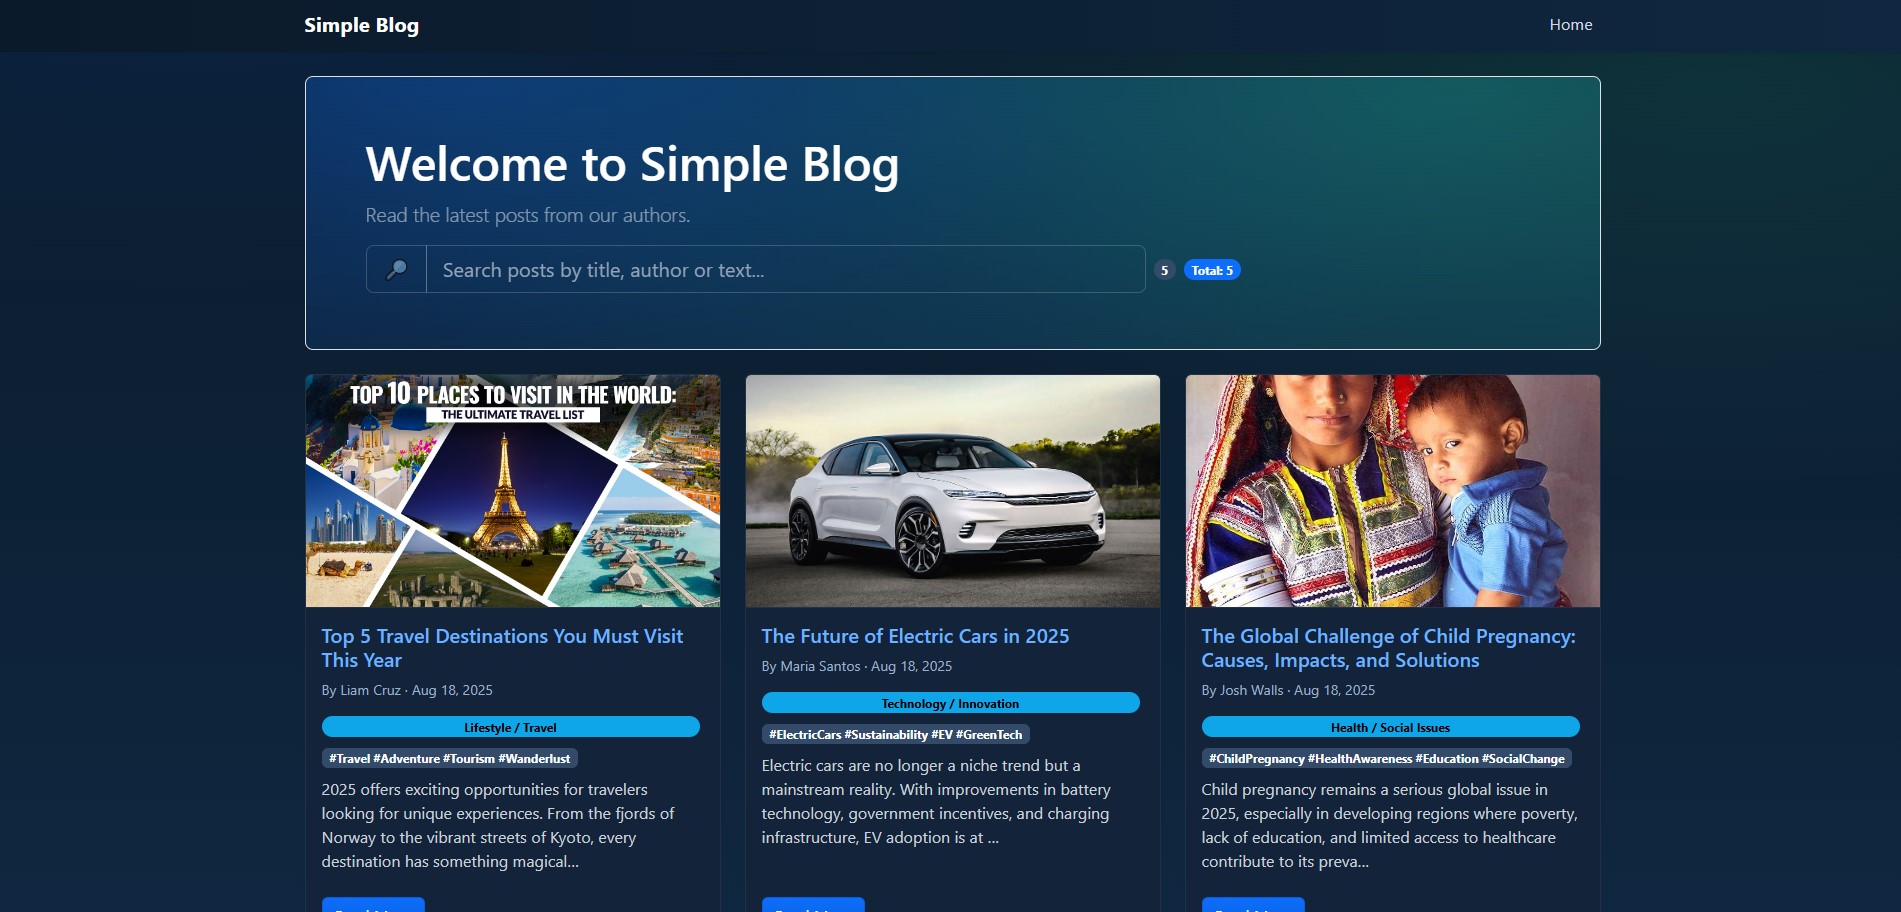 Simple Blog
Home
Welcome to Simple Blog
Read the latest posts from our authors.
Search posts by title, author or text...
5
Total: 5
TOP 10 PLACES TO VISIT IN THE WORLD:
THE ULTIMATE TRAVEL LIST
Top 5 Travel Destinations You Must Visit
This Year
By Liam Cruz · Aug 18, 2025
Lifestyle / Travel
#Travel #Adventure #Tourism #Wanderlust
2025 offers exciting opportunities for travelers
looking for unique experiences. From the fjords of
Norway to the vibrant streets of Kyoto, every
destination has something magical...
The Future of Electric Cars in 2025
By Maria Santos · Aug 18, 2025
Technology / Innovation
#ElectricCars #Sustainability #EV #GreenTech
Electric cars are no longer a niche trend but a
mainstream reality. With improvements in battery
technology, government incentives, and charging
infrastructure, EV adoption is at ...
The Global Challenge of Child Pregnancy:
Causes, Impacts, and Solutions
By Josh Walls · Aug 18, 2025
Health / Social Issues
#ChildPregnancy #HealthAwareness #Education #SocialChange
Child pregnancy remains a serious global issue in
2025, especially in developing regions where poverty,
lack of education, and limited access to healthcare
contribute to its preva...